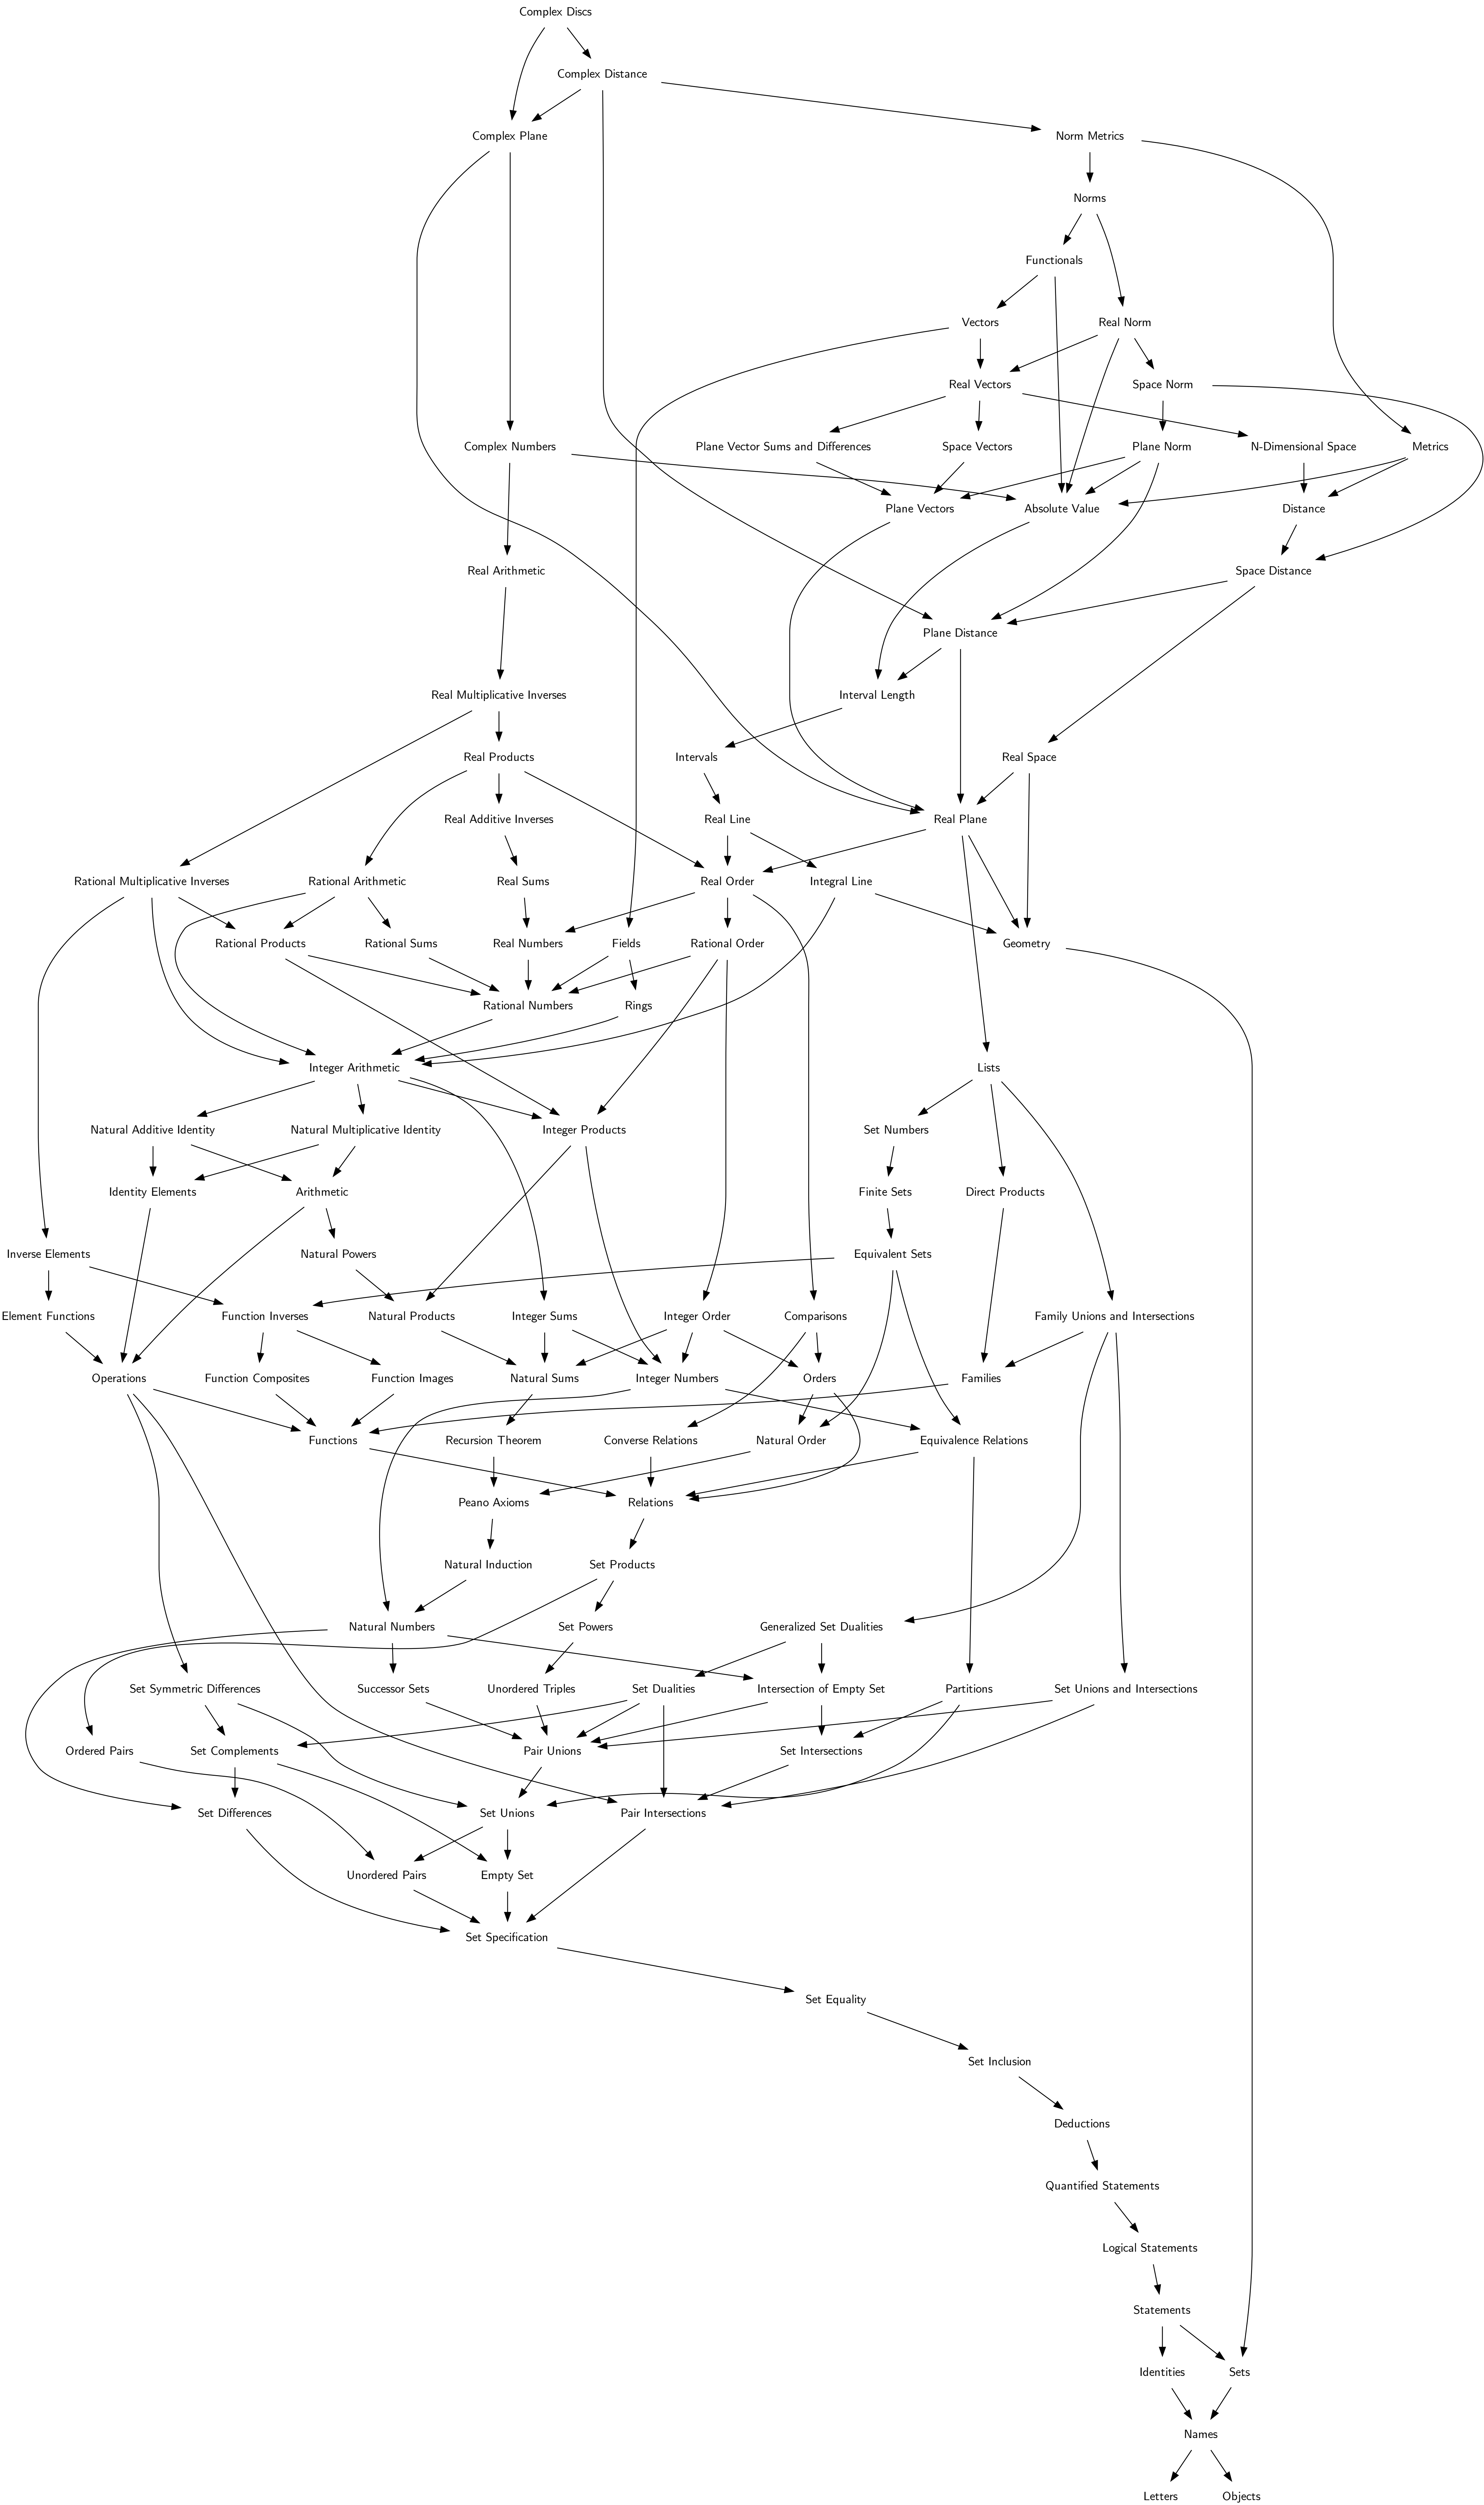 Complex Discs
Complex Distance
Complex Plane
Norm Metrics
Norms
Functionals
Vectors
Real Norm
Real Vectors
Space Norm
Complex Numbers
Plane Vector Sums and Differences
Space Vectors
Plane Norm
N-Dimensional Space
Metrics
Plane Vectors
Absolute Value
Distance
Real Arithmetic
Space Distance
Plane Distance
Real Multiplicative Inverses
Interval Length
Real Products
Intervals
Real Space
Real Additive Inverses
Real Line
Real Plane
Rational Multiplicative Inverses
Rational Arithmetic
Real Sums
Real Order
Integral Line
Rational Products
Rational Sums
Real Numbers
Fields
Rational Order
Geometry
Rational Numbers
Rings
Integer Arithmetic
Lists
Natural Additive Identity
Natural Multiplicative Identity
Integer Products
Set Numbers
Identity Elements
Arithmetic
Finite Sets
Direct Products
Inverse Elements
Natural Powers
Equivalent Sets
Element Functions
Function Inverses
Natural Products
Integer Sums
Integer Order
Comparisons
Family Unions and Intersections
Operations
Function Composites
Function Images
Natural Sums
Integer Numbers
Orders
Families
Functions
Recursion Theorem
Converse Relations
Natural Order
Equivalence Relations
Peano Axioms
Relations
Natural Induction
Set Products
Natural Numbers
Set Powers
Generalized Set Dualities
Set Symmetric Differences
Successor Sets
Unordered Triples
Set Dualities
Intersection of Empty Set
Partitions
Set Unions and Intersections
Ordered Pairs
Set Complements
Pair Unions
Set Intersections
Set Differences
Set Unions
Pair Intersections
Unordered Pairs
Empty Set
Set Specification
Set Equality
Set Inclusion
Deductions
Quantified Statements
Logical Statements
Statements
Identities
Sets
Names
Letters
Objects